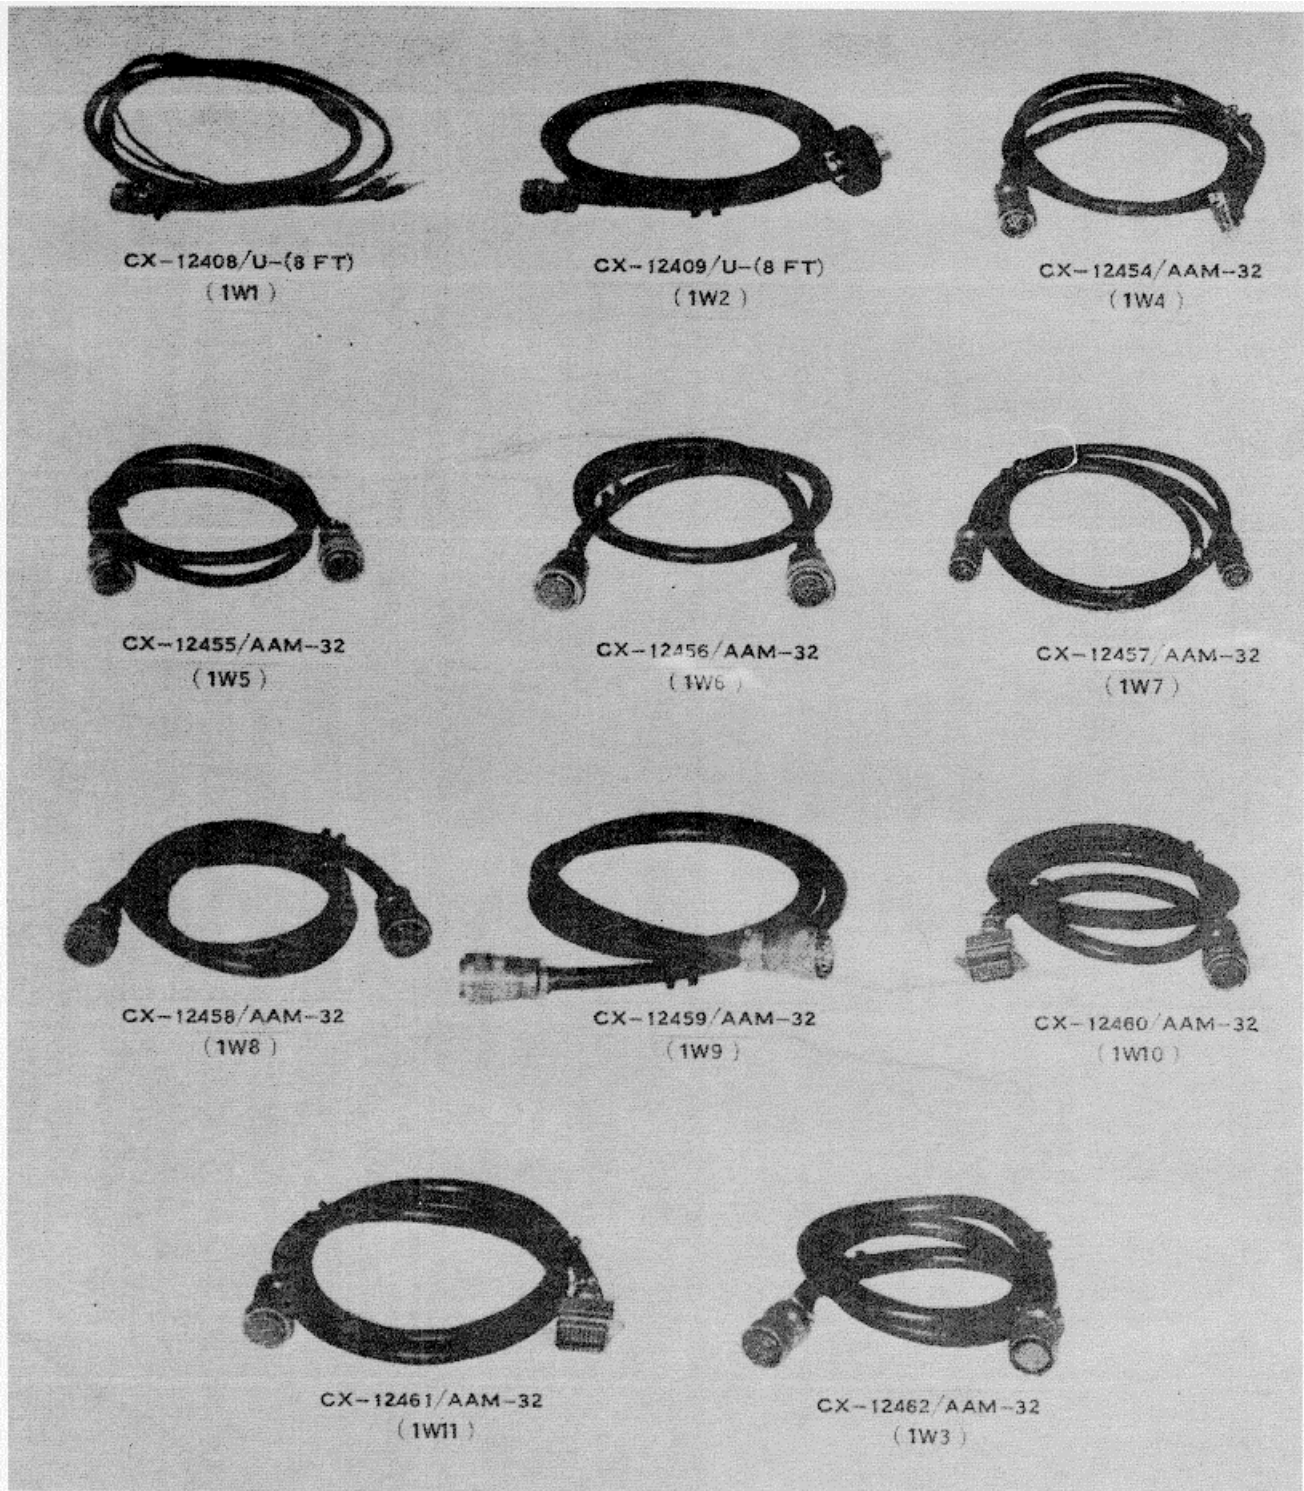 CX-12408/U-(8 FT)
(1W1)
CX-12409/U-(8 FT)
(1W2)
CX-12454/AAM-32
(1W4)
CX-12455/AAM-32
(1W5)
CX-12456/AAM-32
(1W6)
CX-12457/AAM-32
(1W7)
CX-12458/AAM-32
(1W8)
CX-12459/AAM-32
(1W9)
CX-12460/AAM-32
(1W10)
CX-12461/AAM-32
(1W11)
CX-12462/AAM-32
(1W3)